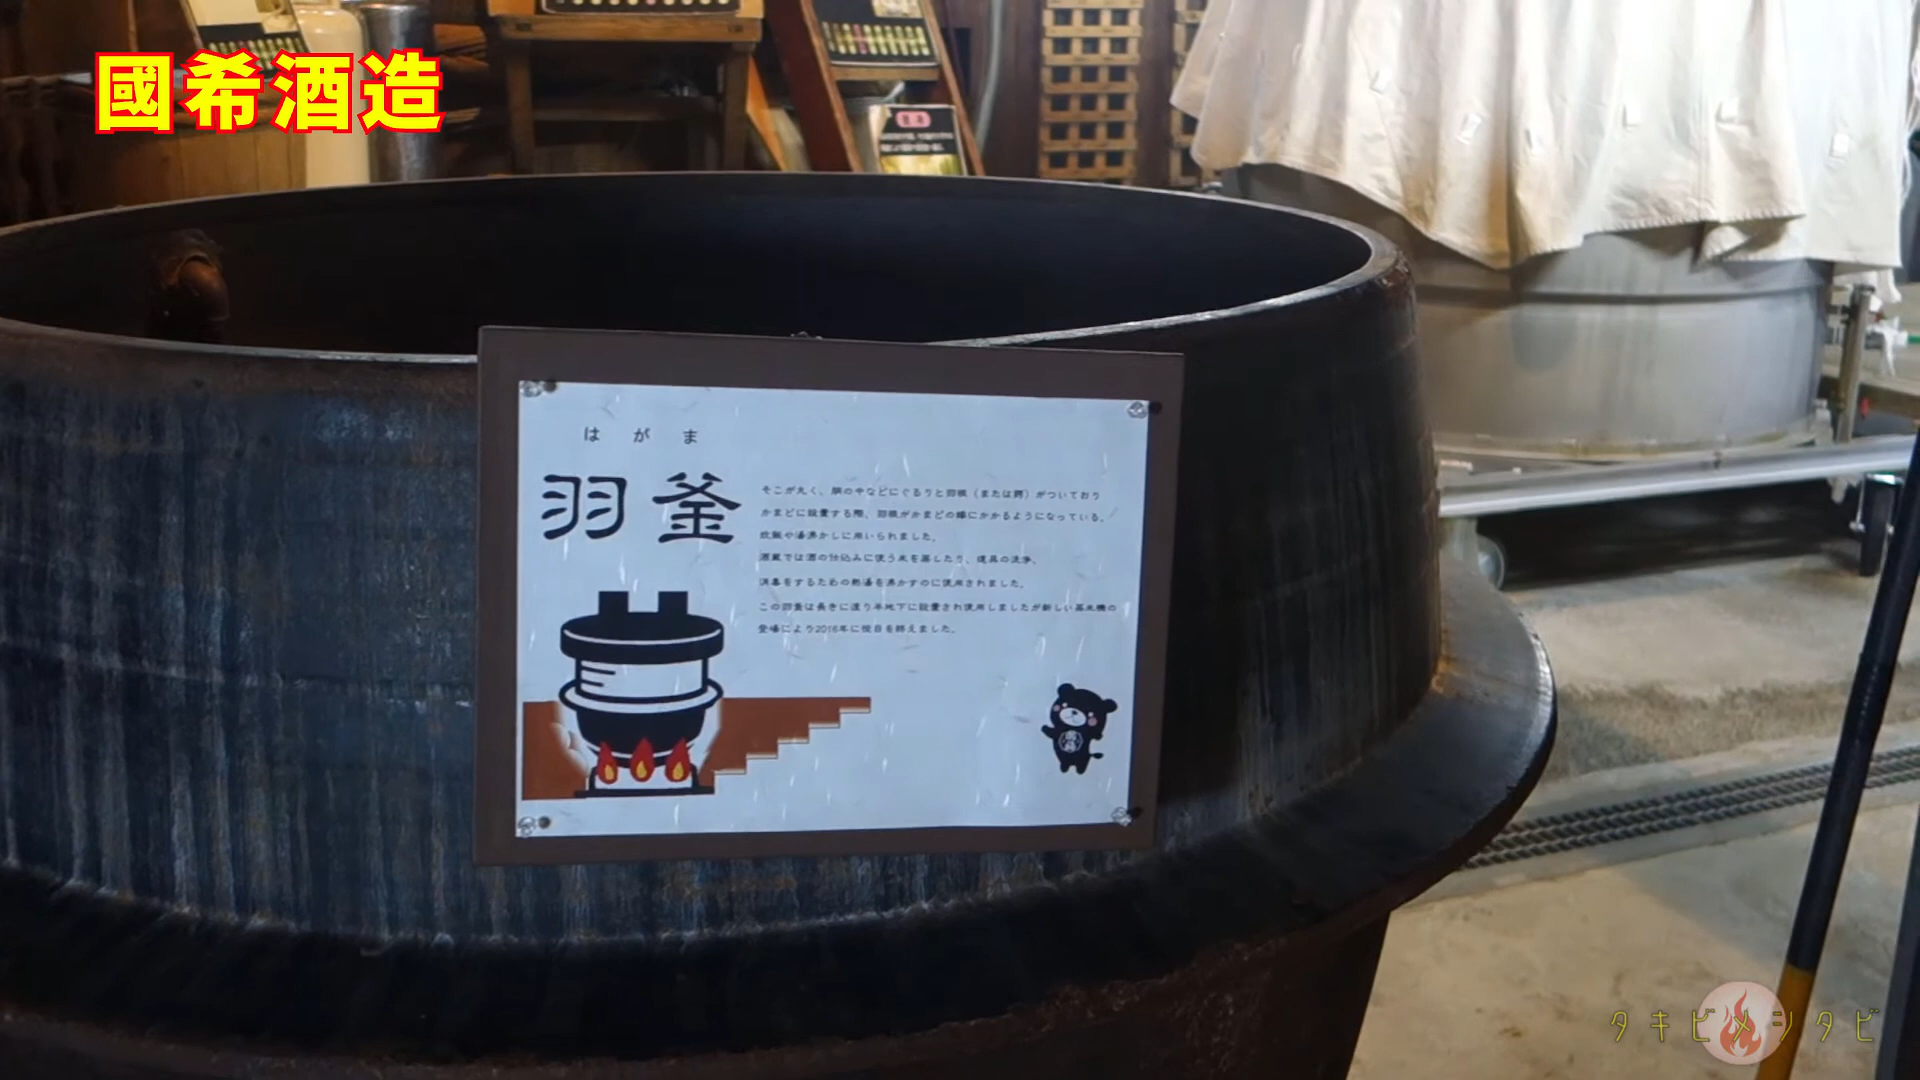 國希酒造
はがま
羽釜
そこが丸く、胴の中などにぐるりと羽根（または鍔）がついており
かまどに設置する際、羽根がかまどの縁にかかるようになっている。
炊飯や湯沸かしに用いられました。
酒蔵では酒の仕込みに使う米を蒸したり、道具の洗浄、
消毒をするための熱湯を沸かすのに使用されました。
この羽釜は長きに渡り半地下に設置され使用しましたが新しい蒸米機の
登場により2016年に役目を終えました。
タキビメシタビ